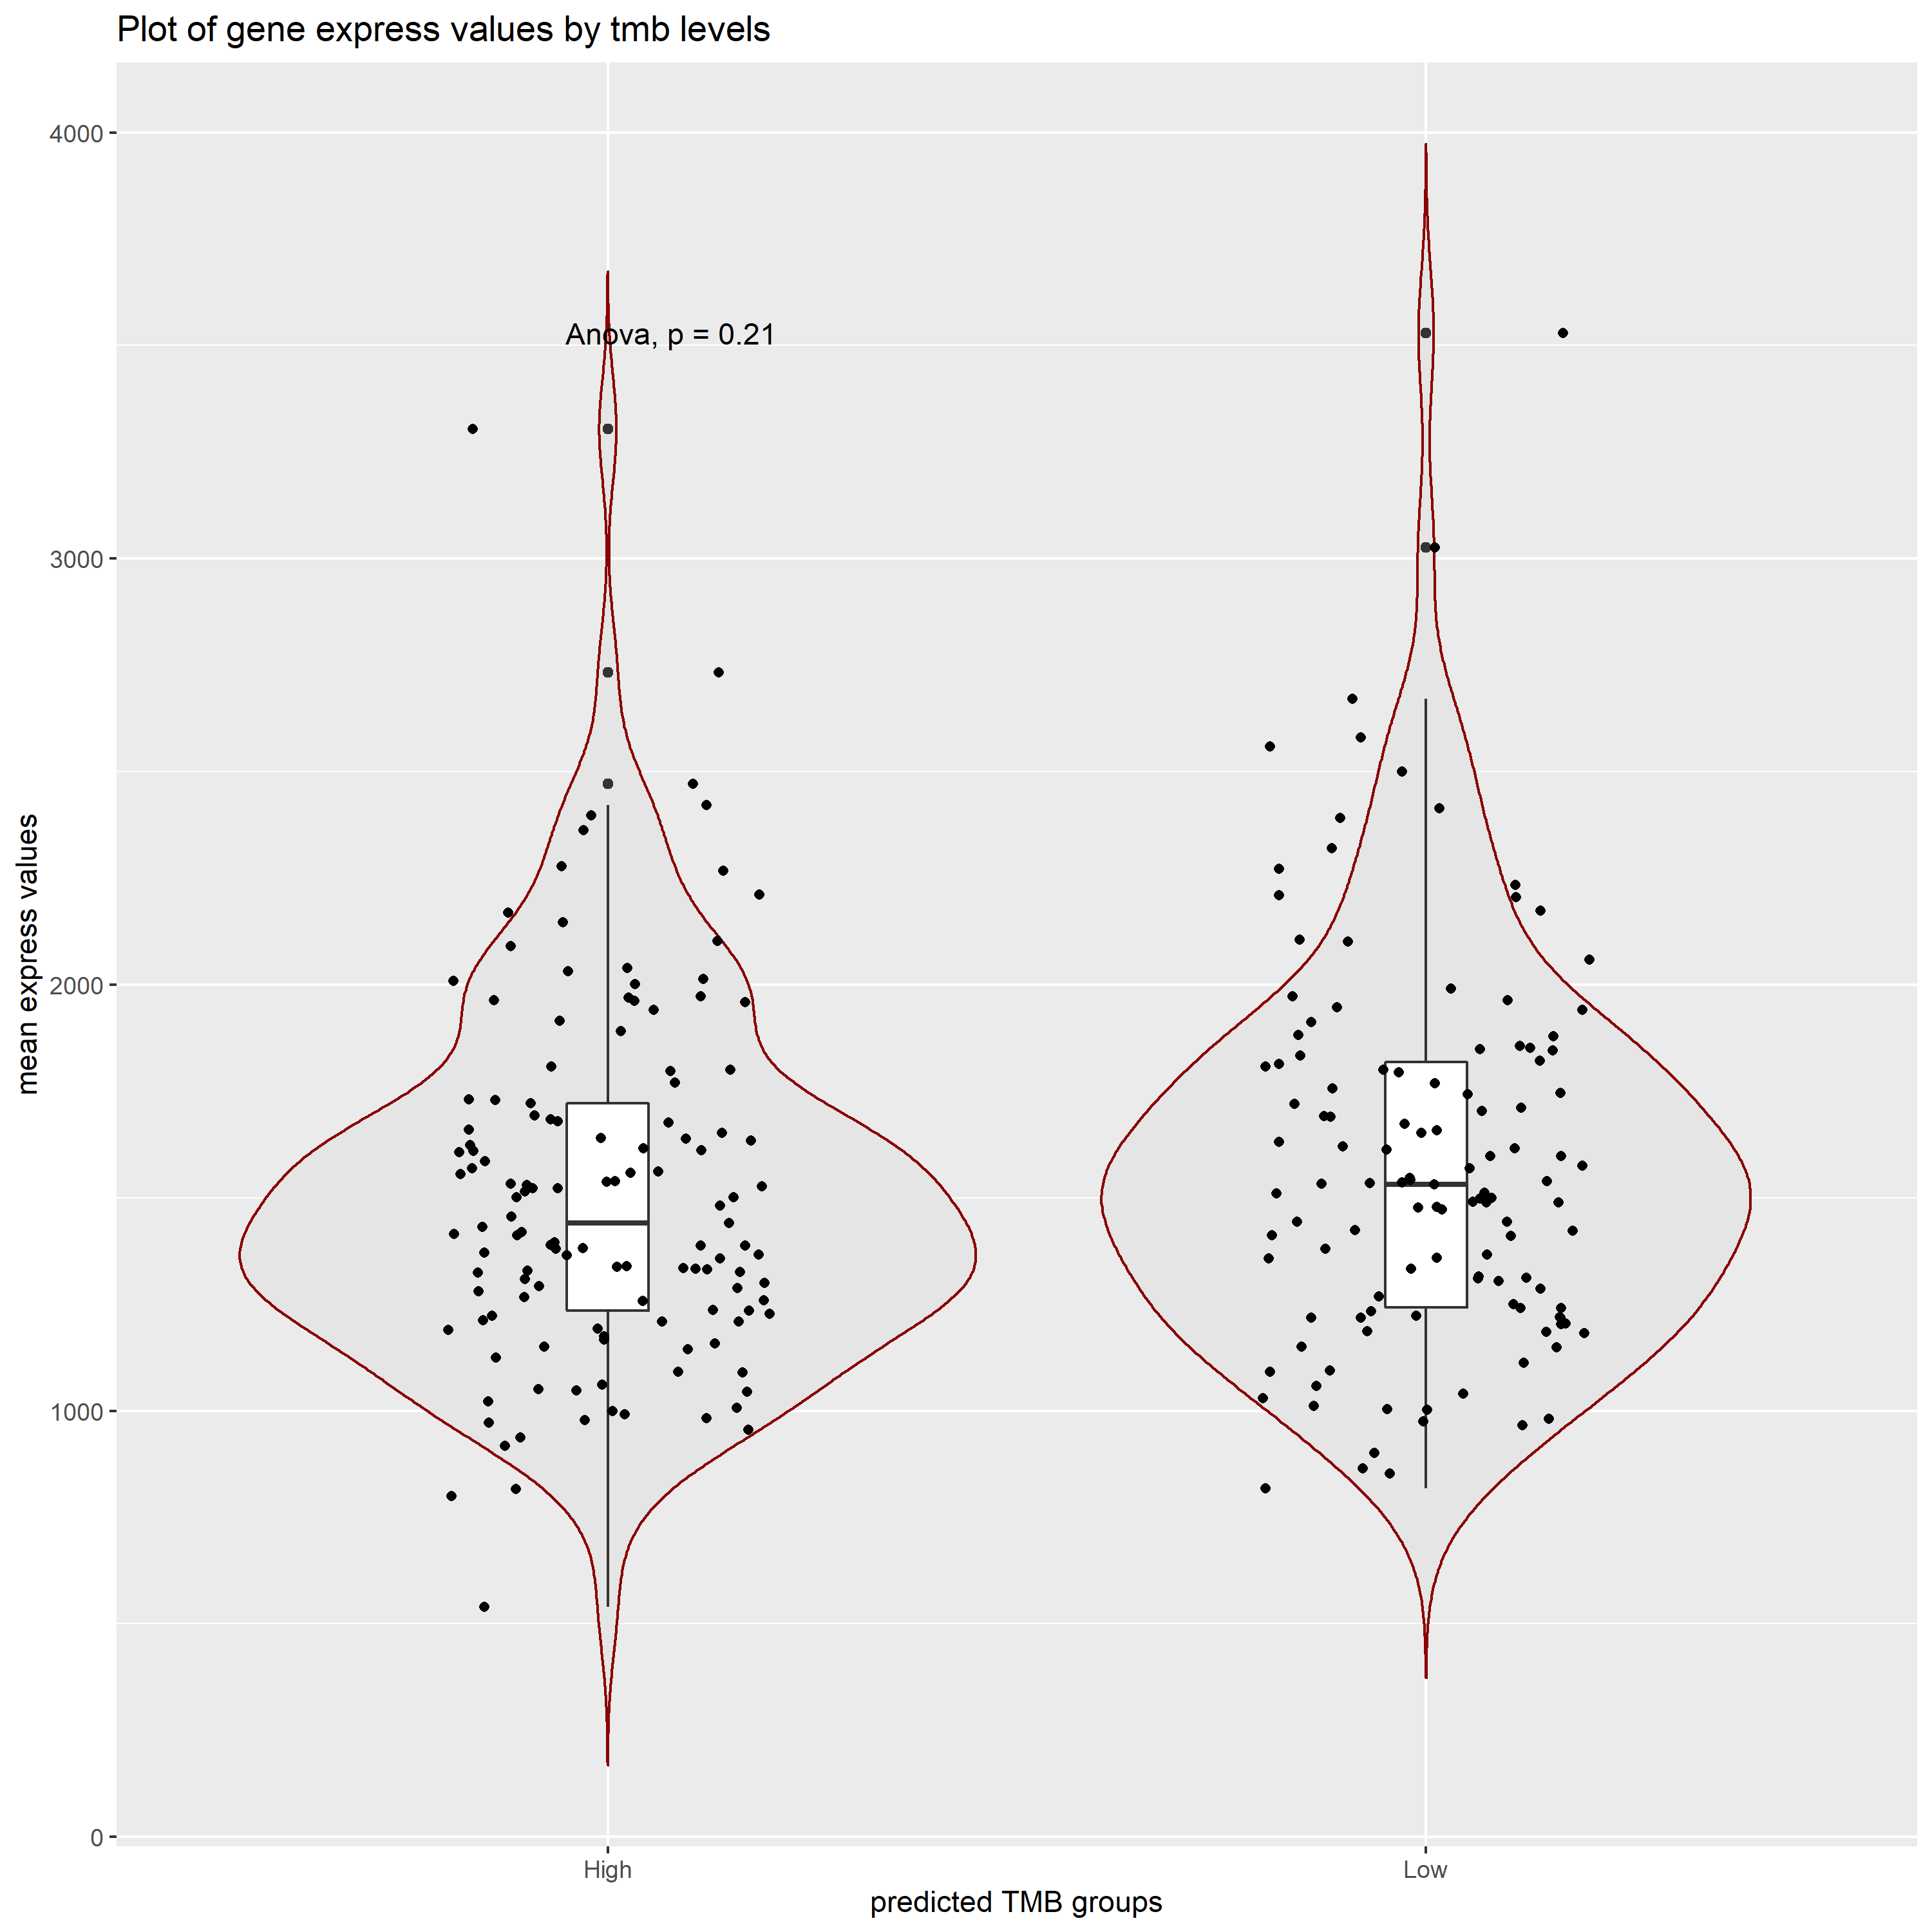 Plot of gene express values by tmb levels
4000
Anova, p = 0.21
3000
mean express values
2000
1000
0
High
Low
predicted TMB groups